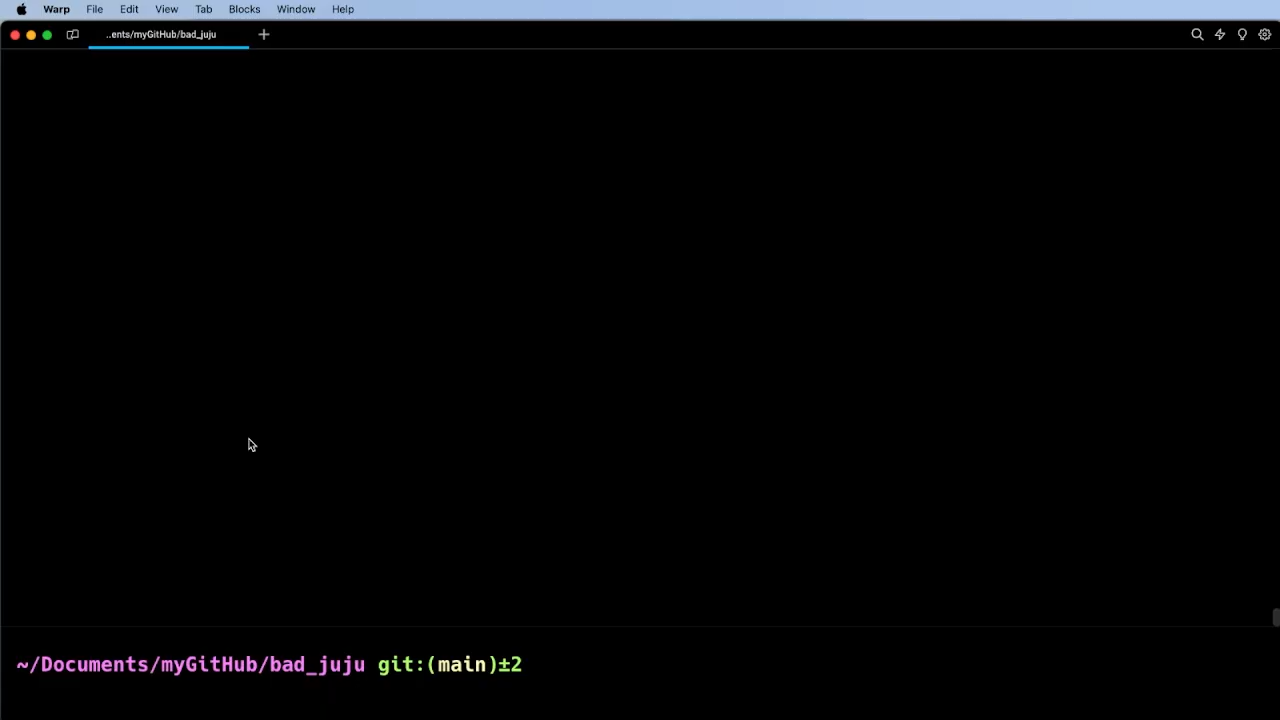 Warp File Edit View Tab Blocks Window Help
..ents/myGitHub/bad_juju
~/Documents/myGitHub/bad_juju git:(main)±2